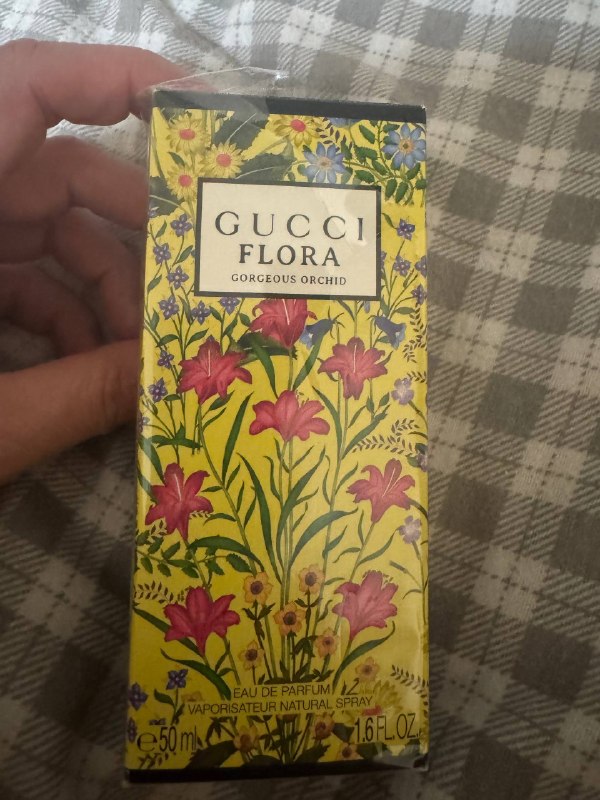 GUCCI
FLORA
GORGEOUS ORCHID
EAU DE PARFUM
VAPORISATEUR NATURAL SPRAY
℮50 ml 1.6 FL.OZ.